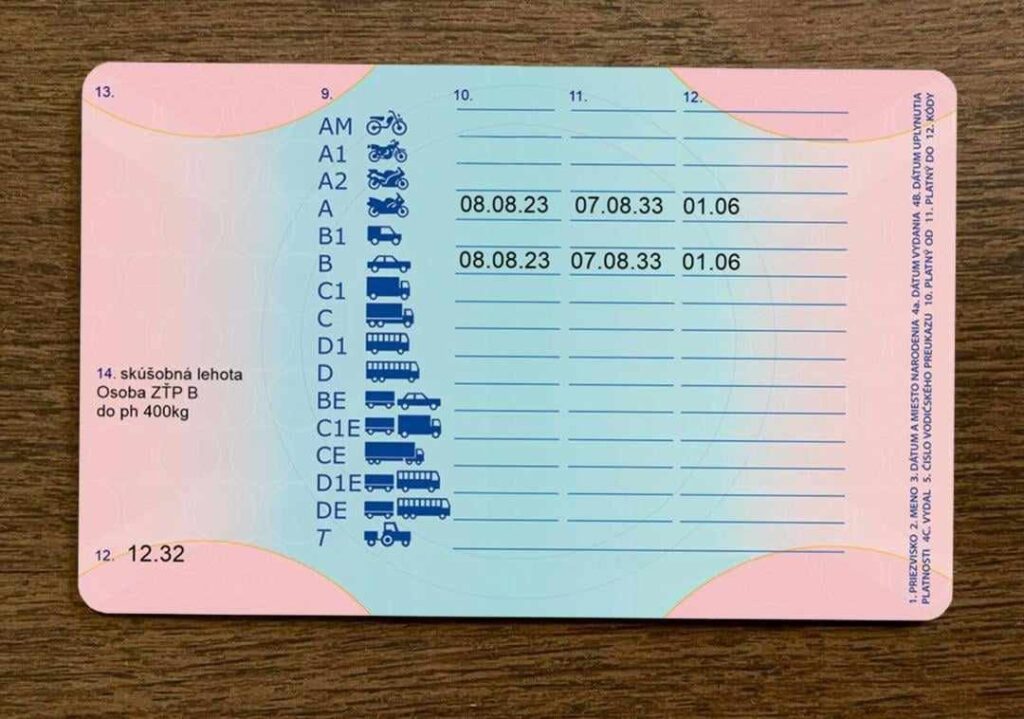 13. 9. 10. 11. 12.
AM
A1
A2
A 08.08.23 07.08.33 01.06
B1
B 08.08.23 07.08.33 01.06
C1
C
D1
D
BE
C1E
CE
D1E
DE
T
14. skúšobná lehota
Osoba ZŤP B
do ph 400kg
12. 12.32
1. PRIEZVISKO 2. MENO 3. DÁTUM A MIESTO NARODENIA 4a. DÁTUM VYDANIA 4B. DÁTUM UPLYNUTIA
PLATNOSTI 4C. VYDAL 5. ČÍSLO VODIČSKÉHO PREUKAZU 10. PLATNÝ OD 11. PLATNÝ DO 12. KÓDY